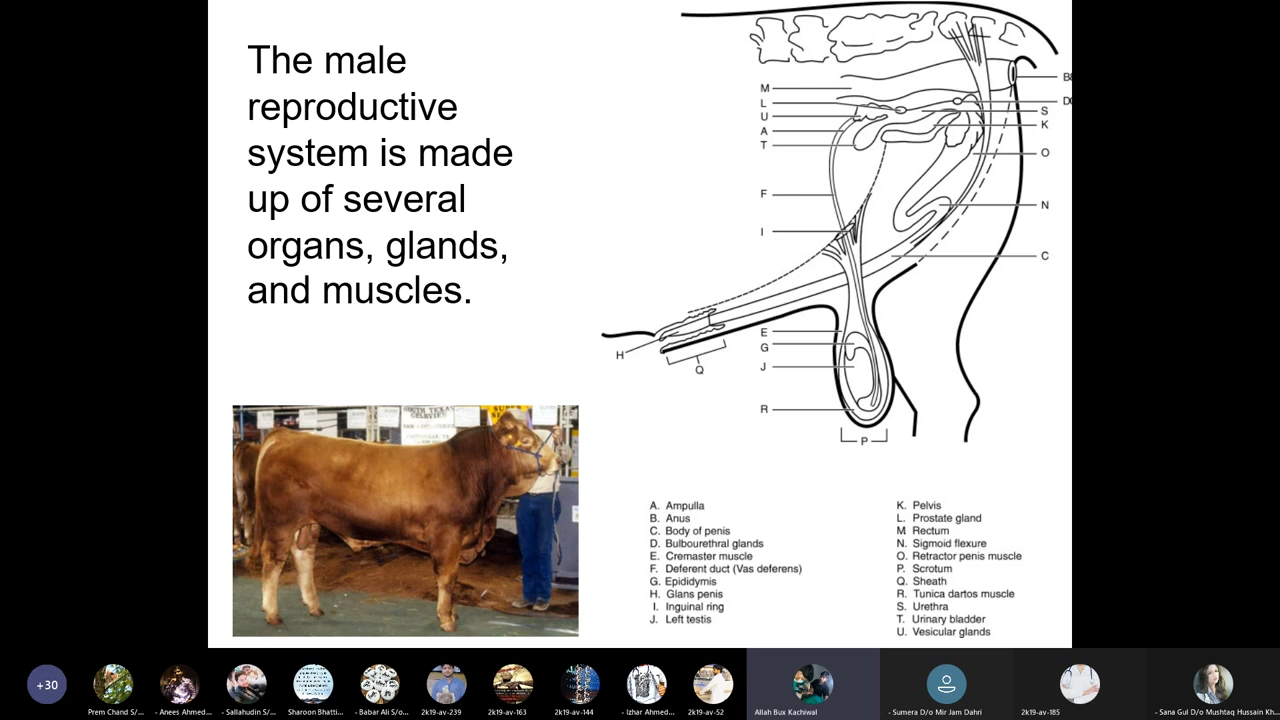 The male
reproductive
system is made
up of several
organs, glands,
and muscles.
M
L
U
A
T
F
I
E
G
J
R
H
Q
P
S
K
O
N
C
A. Ampulla
B. Anus
C. Body of penis
D. Bulbourethral glands
E. Cremaster muscle
F. Deferent duct (Vas deferens)
G. Epididymis
H. Glans penis
I. Inguinal ring
J. Left testis
K. Pelvis
L. Prostate gland
M Rectum
N. Sigmoid flexure
O. Retractor penis muscle
P. Scrotum
Q. Sheath
R. Tunica dartos muscle
S. Urethra
T. Urinary bladder
U. Vesicular glands
SOUTH TEXAS
Prem Chand S/...
- Anees Ahmed...
- Sallahudin S/...
Sharoon Bhatti...
- Babar Ali S/o...
2k19-av-239
2k19-av-163
2k19-av-144
- Izhar Ahmed...
2k19-av-52
Allah Bux Kachiwal
- Sumera D/o Mir Jam Dahri
2k19-av-185
- Sana Gul D/o Mushtaq Hussain Kh...